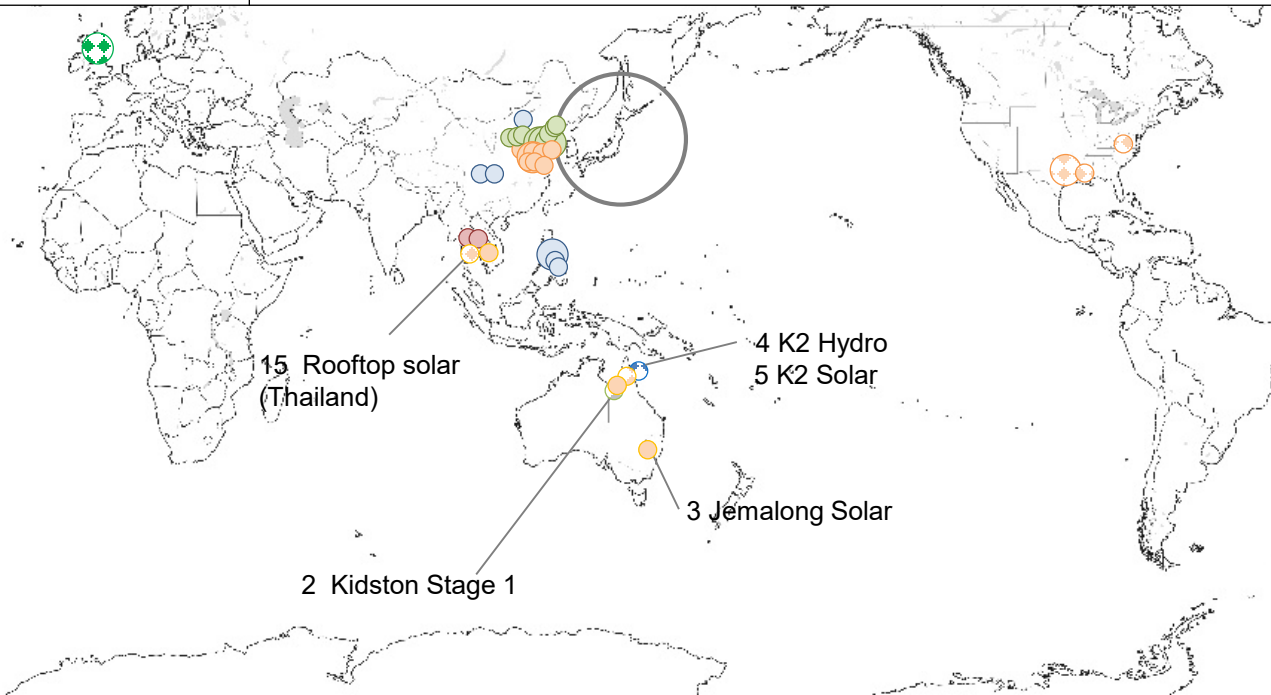 15 Rooftop solar
(Thailand)
4 K2 Hydro
5 K2 Solar
3 Jemalong Solar
2 Kidston Stage 1